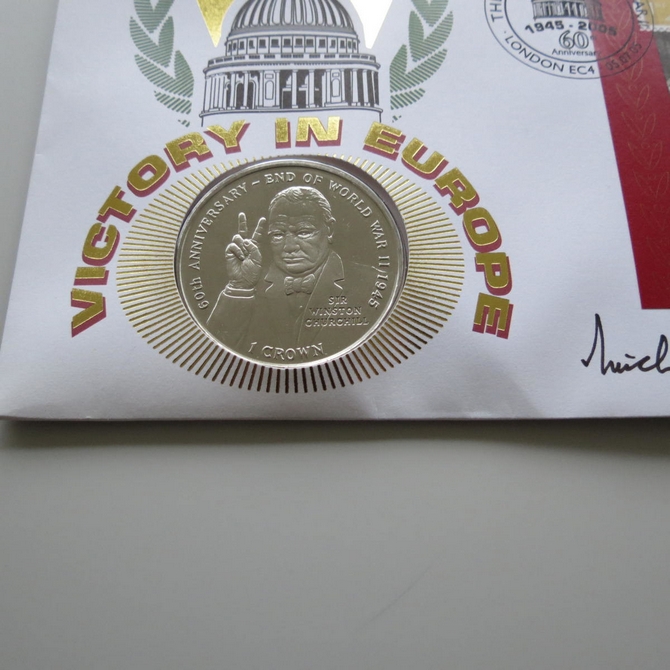 1945 - 2005
60
Anniversary
· LONDON EC4
VICTORY IN EUROPE
60th ANNIVERSARY - END OF WORLD WAR II, 1945
SIR
WINSTON
CHURCHILL
1 CROWN